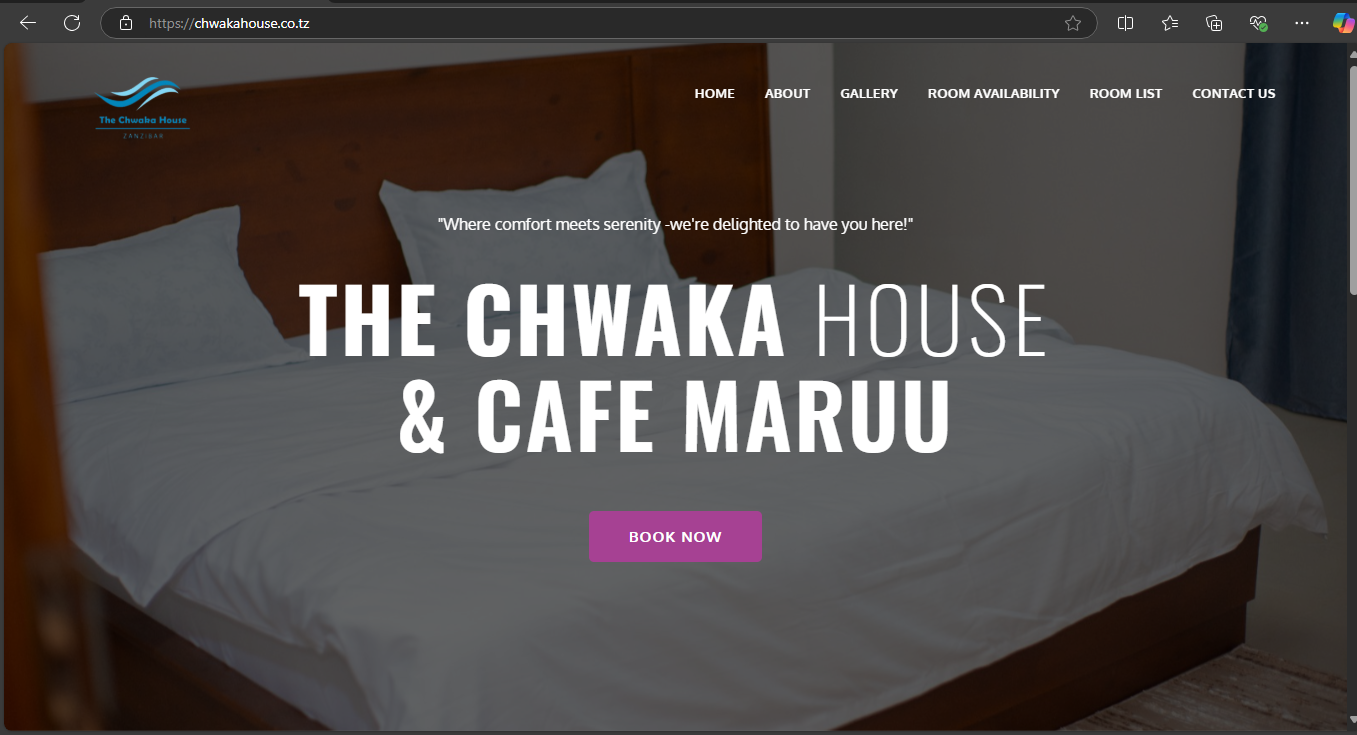 https://chwakahouse.co.tz
The Chwaka House
ZANZIBAR
HOME ABOUT GALLERY ROOM AVAILABILITY ROOM LIST CONTACT US
"Where comfort meets serenity -we're delighted to have you here!"
THE CHWAKA HOUSE
& CAFE MARUU
BOOK NOW